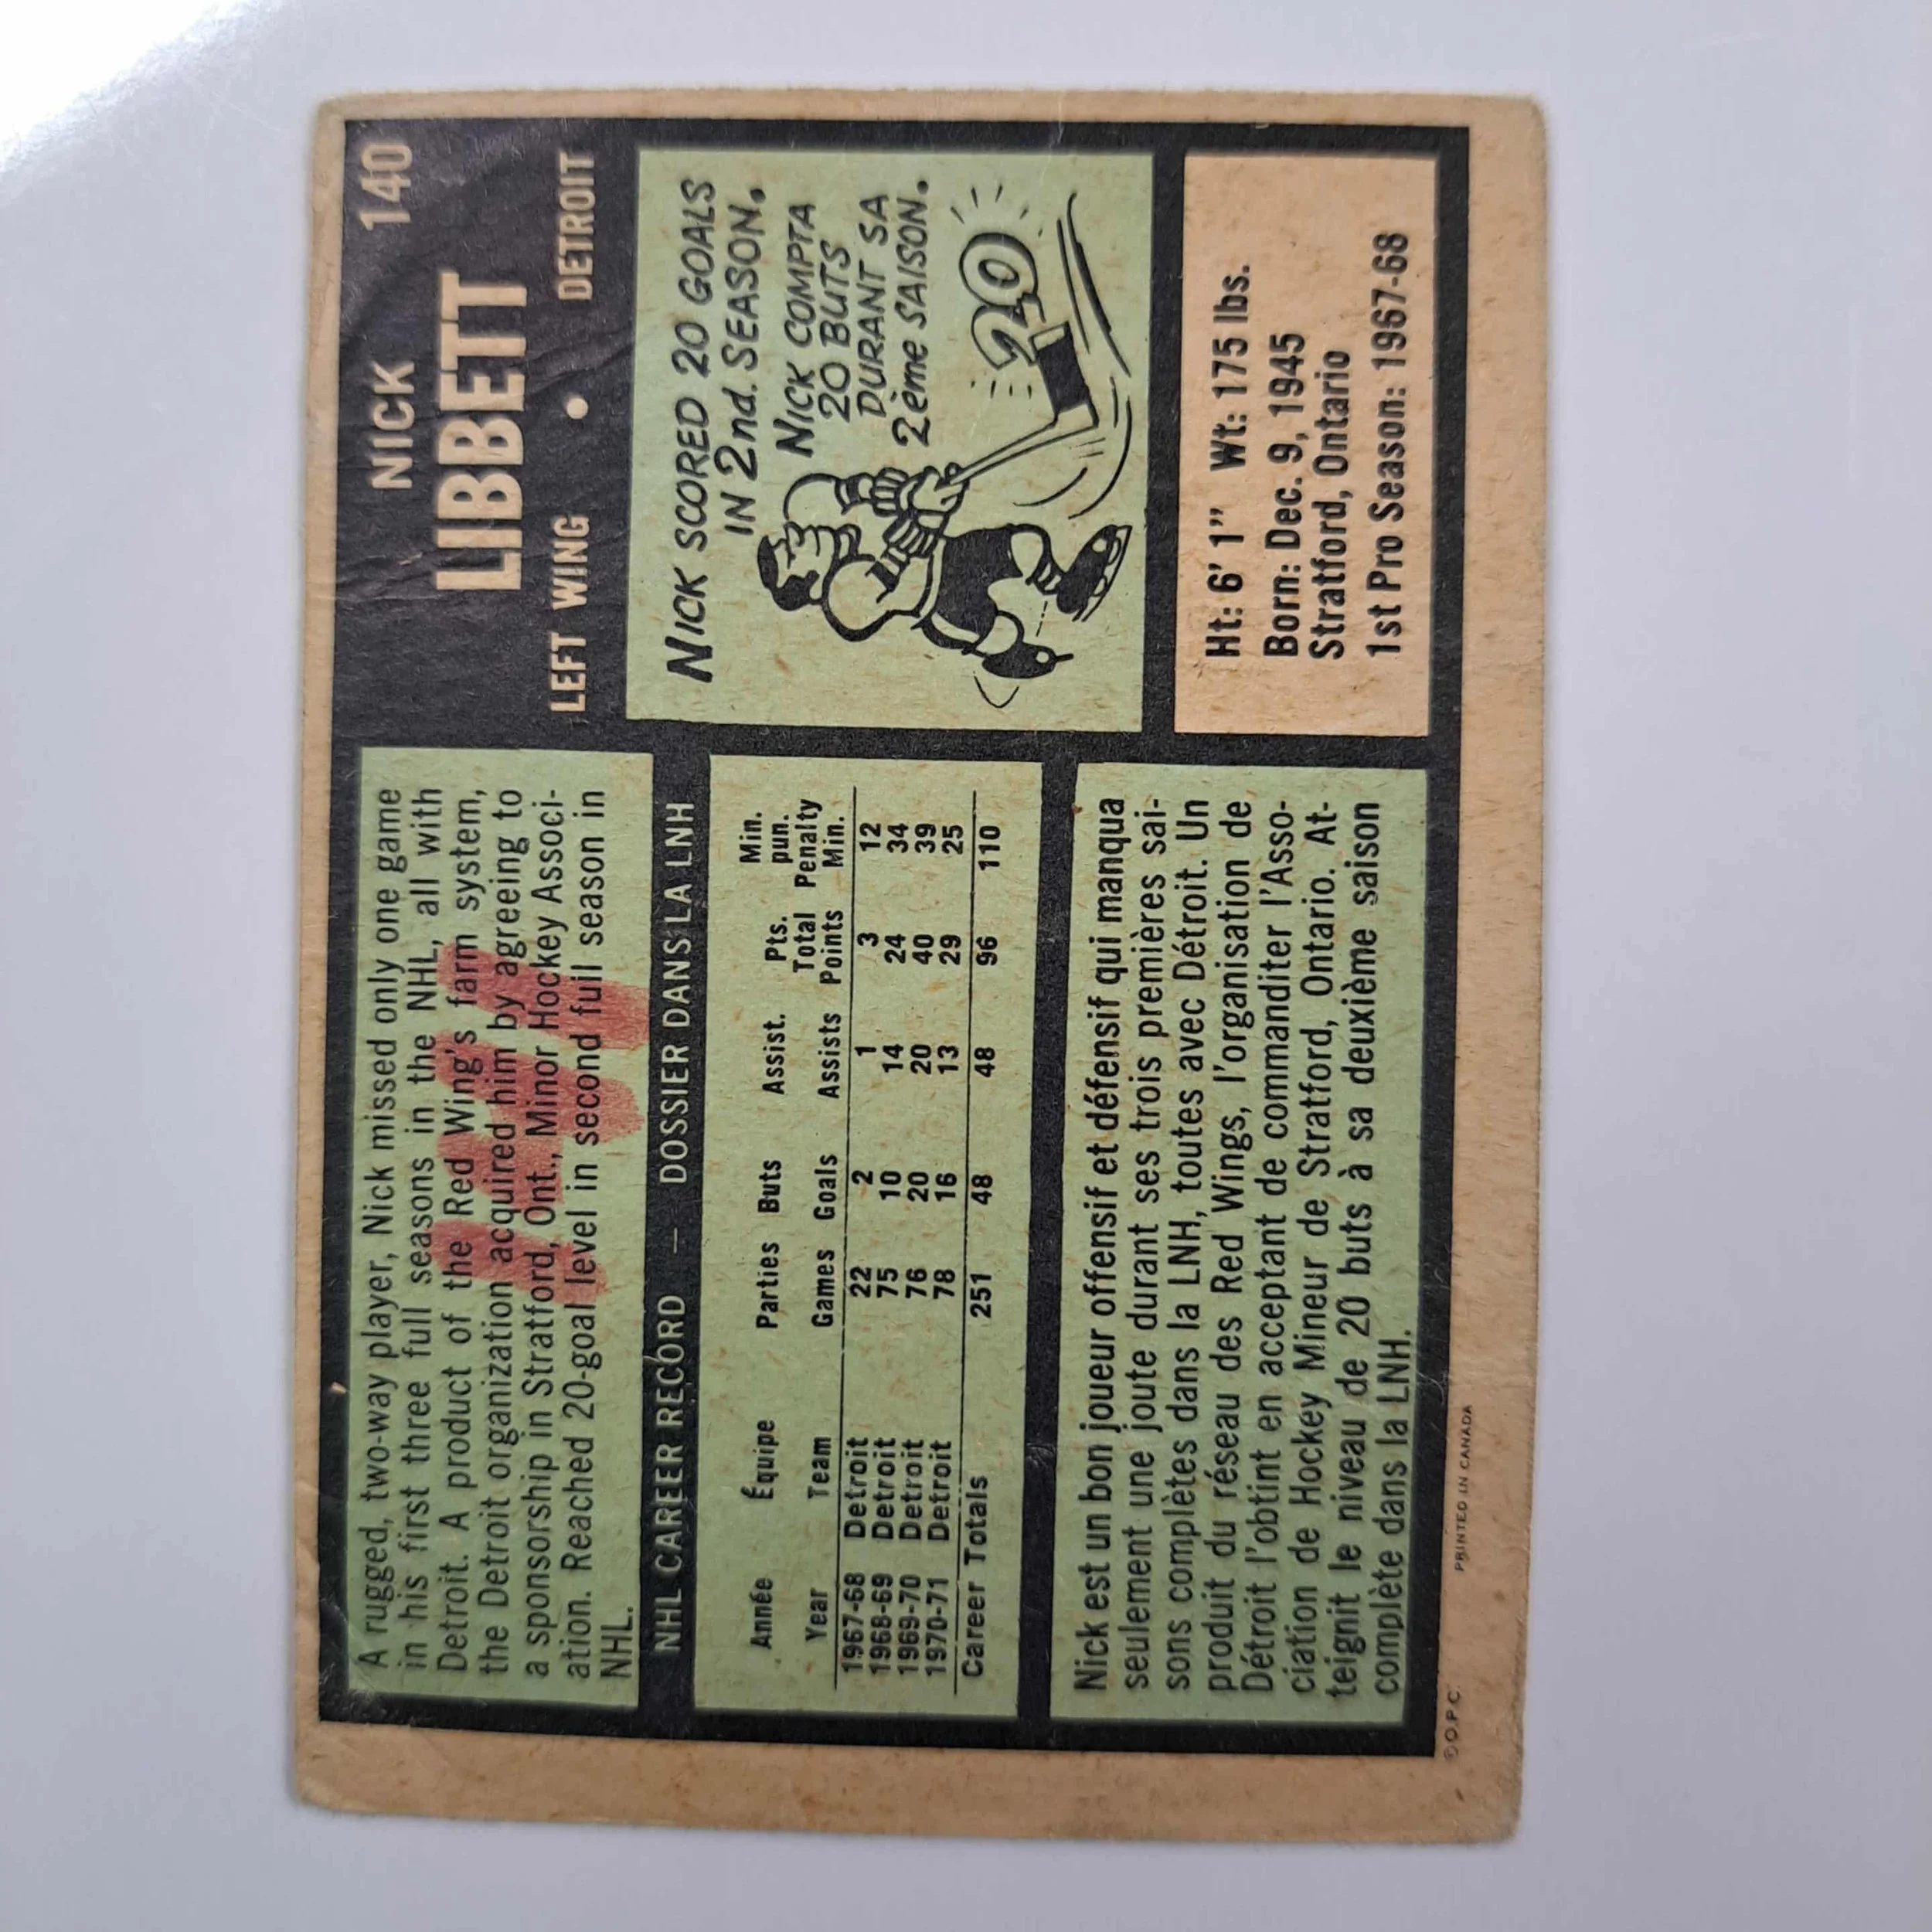 NICK 140
LIBBETT
LEFT WING • DETROIT
A rugged, two-way player, Nick missed only one game
in his first three full seasons in the NHL, all with
Detroit. A product of the Red Wing's farm system,
the Detroit organization acquired him by agreeing to
a sponsorship in Stratford, Ont., Minor Hockey Associ-
ation. Reached 20-goal level in second full season in
NHL.
NHL CAREER RECORD — DOSSIER DANS LA LNH
Année Équipe Parties Buts Assist. Pts. Min. pun.
Year Team Games Goals Assists Total Points Penalty Min.
1967-68 Detroit 22 2 1 3 12
1968-69 Detroit 75 10 14 24 34
1969-70 Detroit 76 20 20 40 39
1970-71 Detroit 78 16 13 29 25
Career Totals 251 48 48 96 110
Nick est un bon joueur offensif et défensif qui manqua
seulement une joute durant ses trois premières sai-
sons complètes dans la LNH, toutes avec Détroit. Un
produit du réseau des Red Wings, l'organisation de
Détroit l'obtint en acceptant de commanditer l'Asso-
ciation de Hockey Mineur de Stratford, Ontario. At-
teignit le niveau de 20 buts à sa deuxième saison
complète dans la LNH.
NICK SCORED 20 GOALS
IN 2nd. SEASON.
NICK COMPTA
20 BUTS
DURANT SA
2ème SAISON.
20
Ht: 6' 1" Wt: 175 lbs.
Born: Dec. 9, 1945
Stratford, Ontario
1st Pro Season: 1967-68
©O.P.C. PRINTED IN CANADA